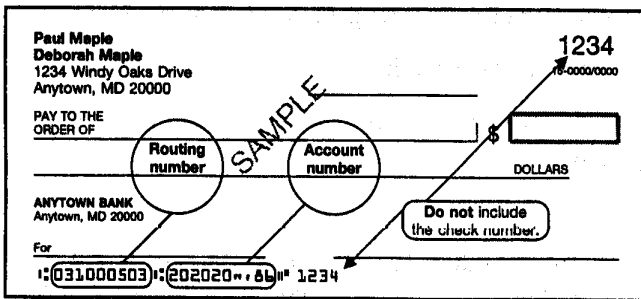 Paul Maple
Deborah Maple
1234 Windy Oaks Drive
Anytown, MD 20000
1234
15-0000/0000
SAMPLE
PAY TO THE
ORDER OF
$
Routing
number
Account
number
DOLLARS
ANYTOWN BANK
Anytown, MD 20000
Do not include
the check number.
For
031000503 202020 86 1234